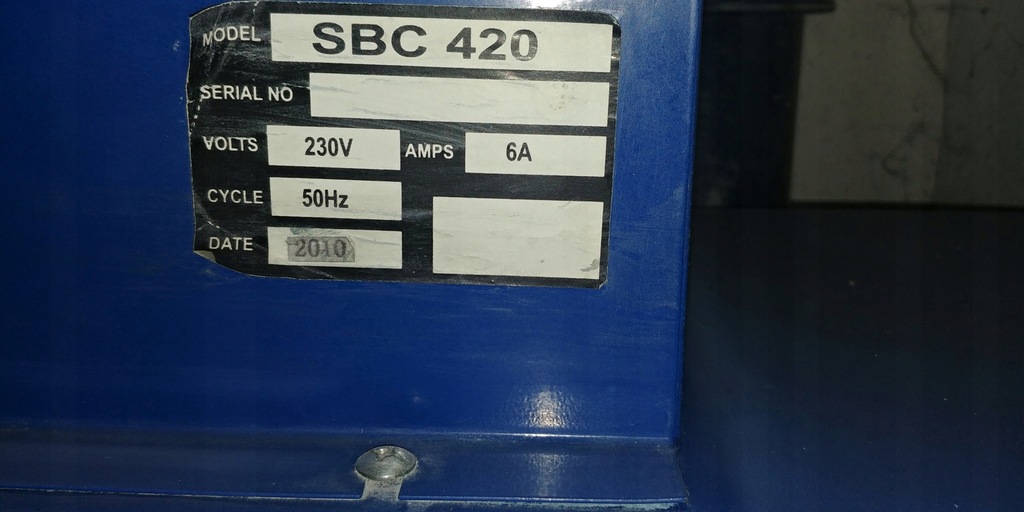 MODEL SBC 420
SERIAL NO
VOLTS 230V AMPS 6A
CYCLE 50Hz
DATE 2010